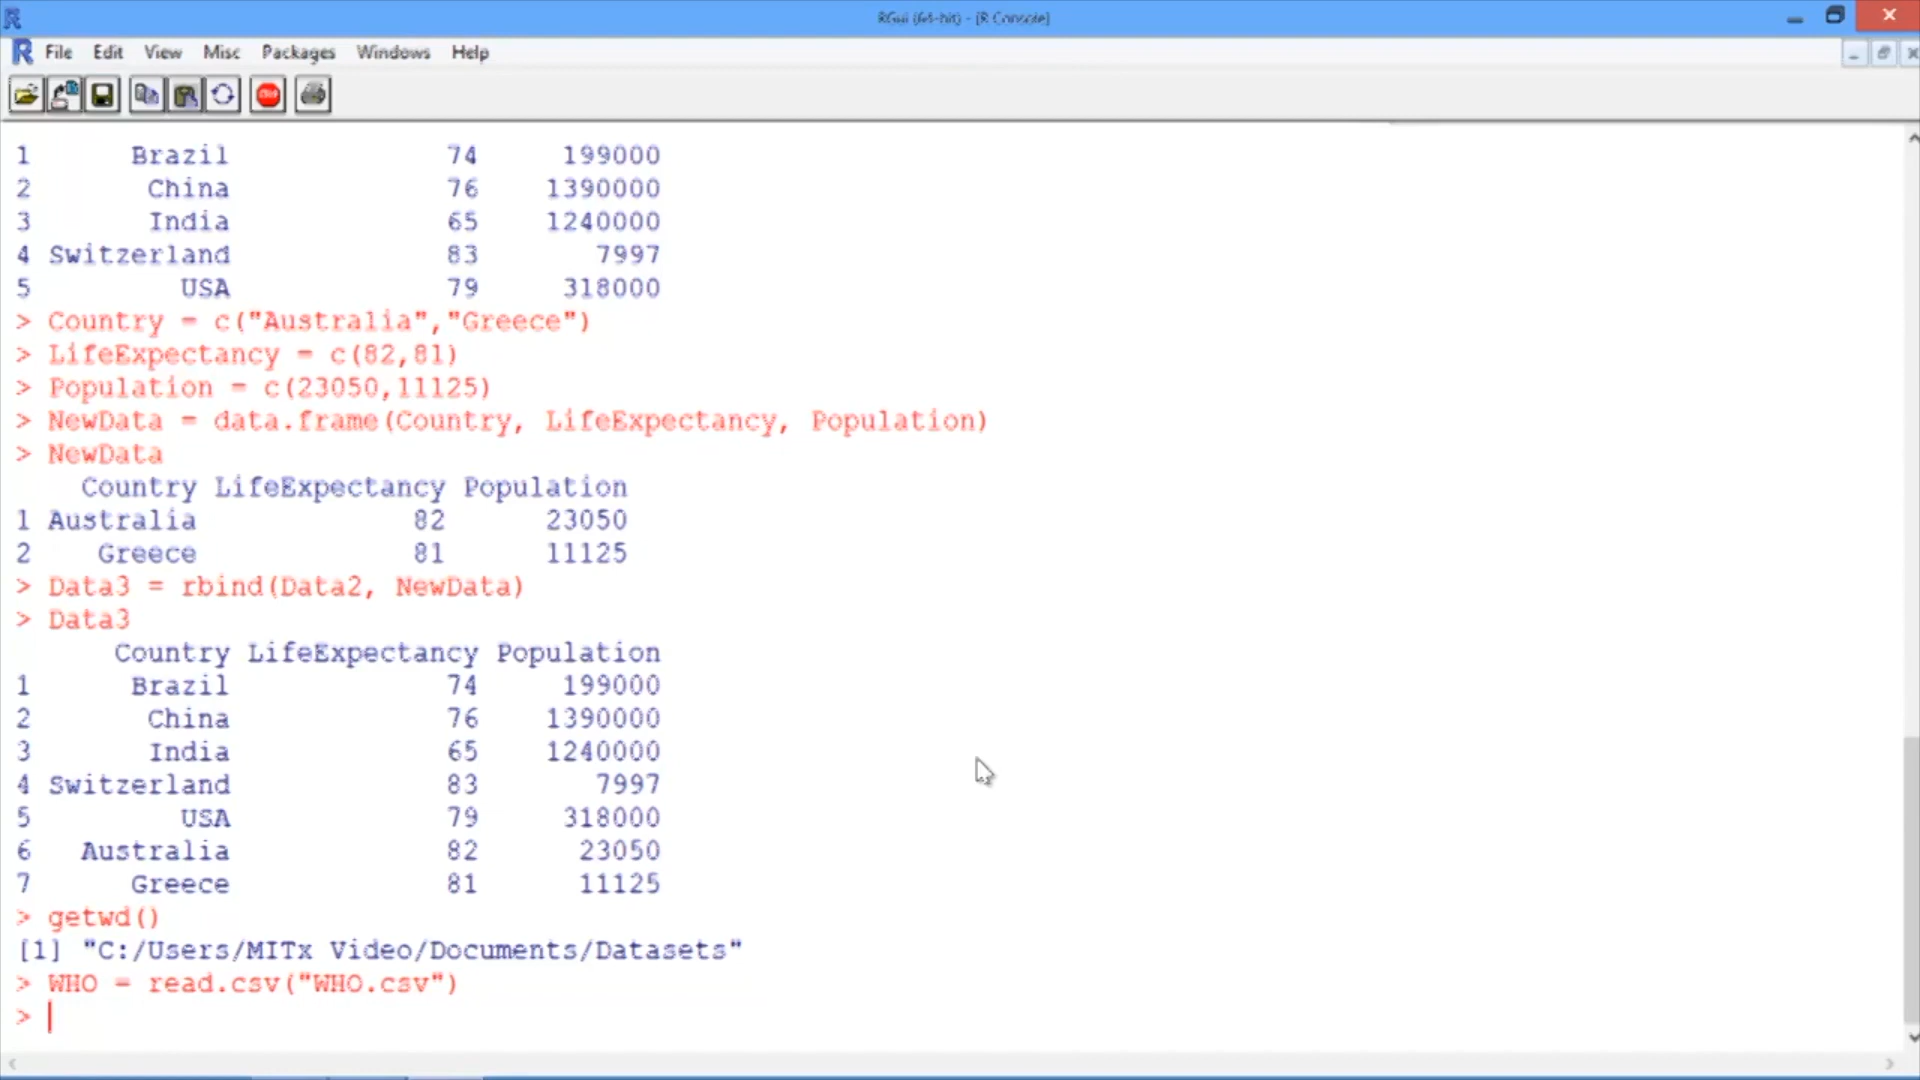 RGui (64-bit) - [R Console]
File Edit View Misc Packages Windows Help
1 Brazil 74 199000
2 China 76 1390000
3 India 65 1240000
4 Switzerland 83 7997
5 USA 79 318000
> Country = c("Australia","Greece")
> LifeExpectancy = c(82,81)
> Population = c(23050,11125)
> NewData = data.frame(Country, LifeExpectancy, Population)
> NewData
Country LifeExpectancy Population
1 Australia 82 23050
2 Greece 81 11125
> Data3 = rbind(Data2, NewData)
> Data3
Country LifeExpectancy Population
1 Brazil 74 199000
2 China 76 1390000
3 India 65 1240000
4 Switzerland 83 7997
5 USA 79 318000
6 Australia 82 23050
7 Greece 81 11125
> getwd()
[1] "C:/Users/MITx Video/Documents/Datasets"
> WHO = read.csv("WHO.csv")
>